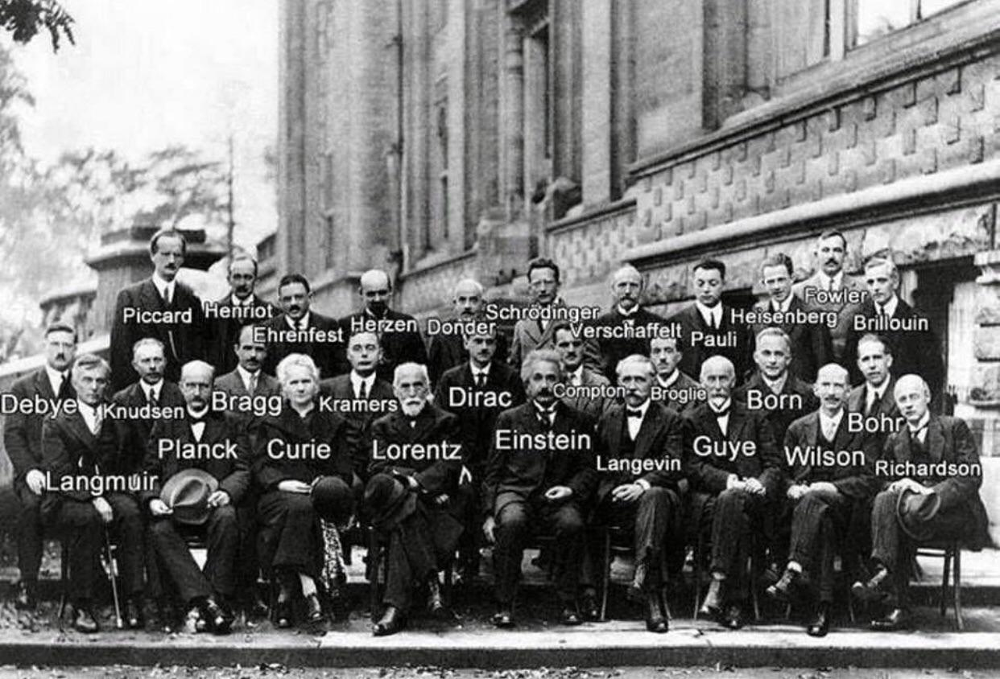 Piccard
Henriot
Ehrenfest
Herzen
Donder
Schrödinger
Verschaffelt
Pauli
Heisenberg
Fowler
Brillouin
Debye
Knudsen
Bragg
Kramers
Dirac
Compton
Broglie
Born
Bohr
Langmuir
Planck
Curie
Lorentz
Einstein
Langevin
Guye
Wilson
Richardson